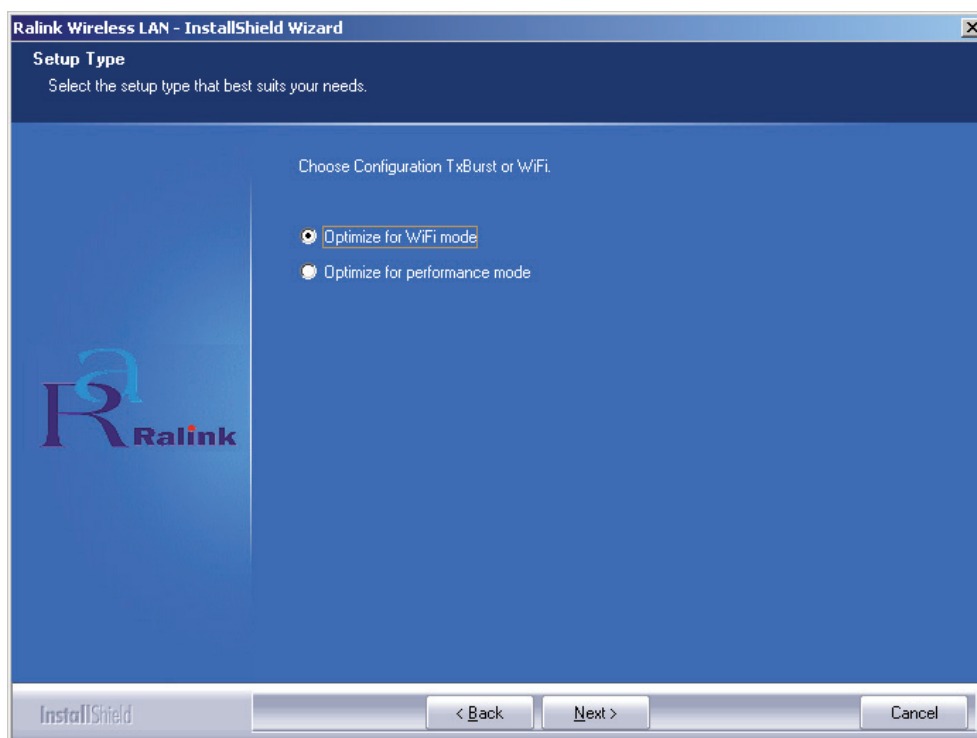 Ralink Wireless LAN - InstallShield Wizard
Setup Type
Select the setup type that best suits your needs.
Choose Configuration TxBurst or WiFi.
Optimize for WiFi mode
Optimize for performance mode
Ra
Ralink
InstallShield
< Back
Next >
Cancel